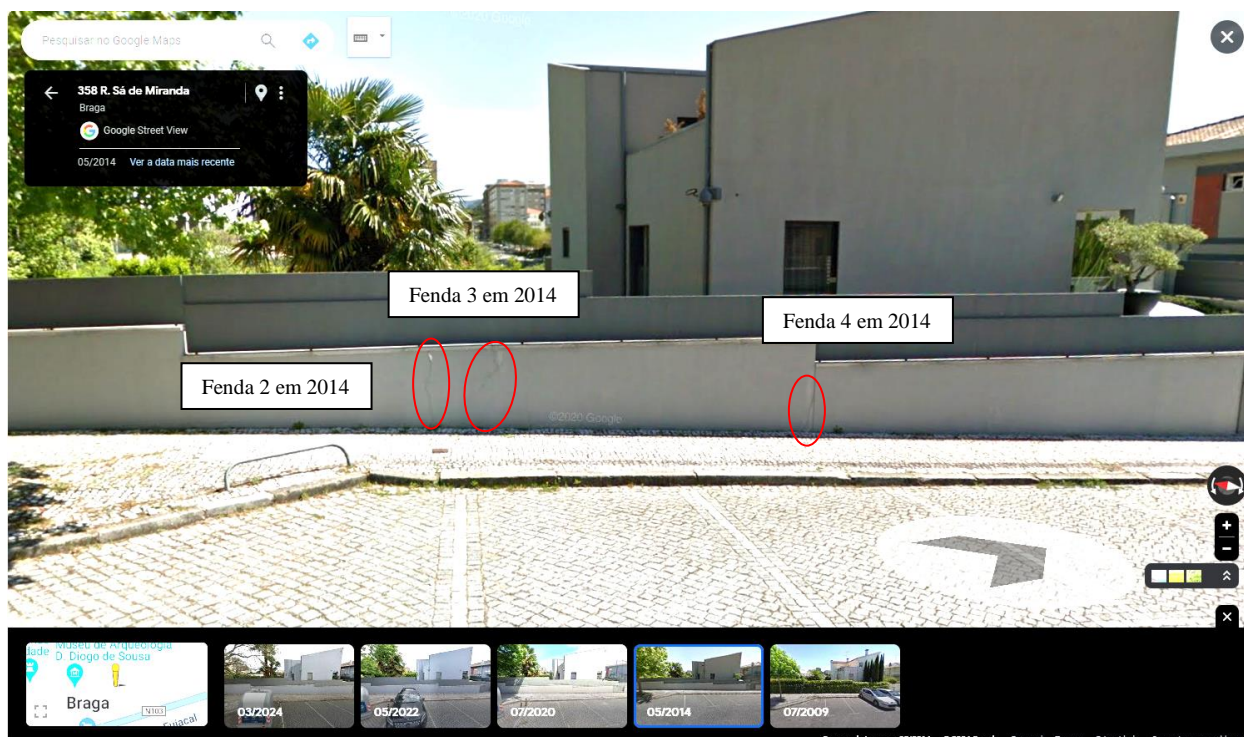 Pesquisar no Google Maps
358 R. Sá de Miranda
Braga
Google Street View
05/2014 Ver a data mais recente
Fenda 3 em 2014
Fenda 4 em 2014
Fenda 2 em 2014
©2020 Google
Museu de Arqueologia
D. Diogo de Sousa
dade
Braga
N103
Fujacal
03/2024
05/2022
07/2020
05/2014
07/2009